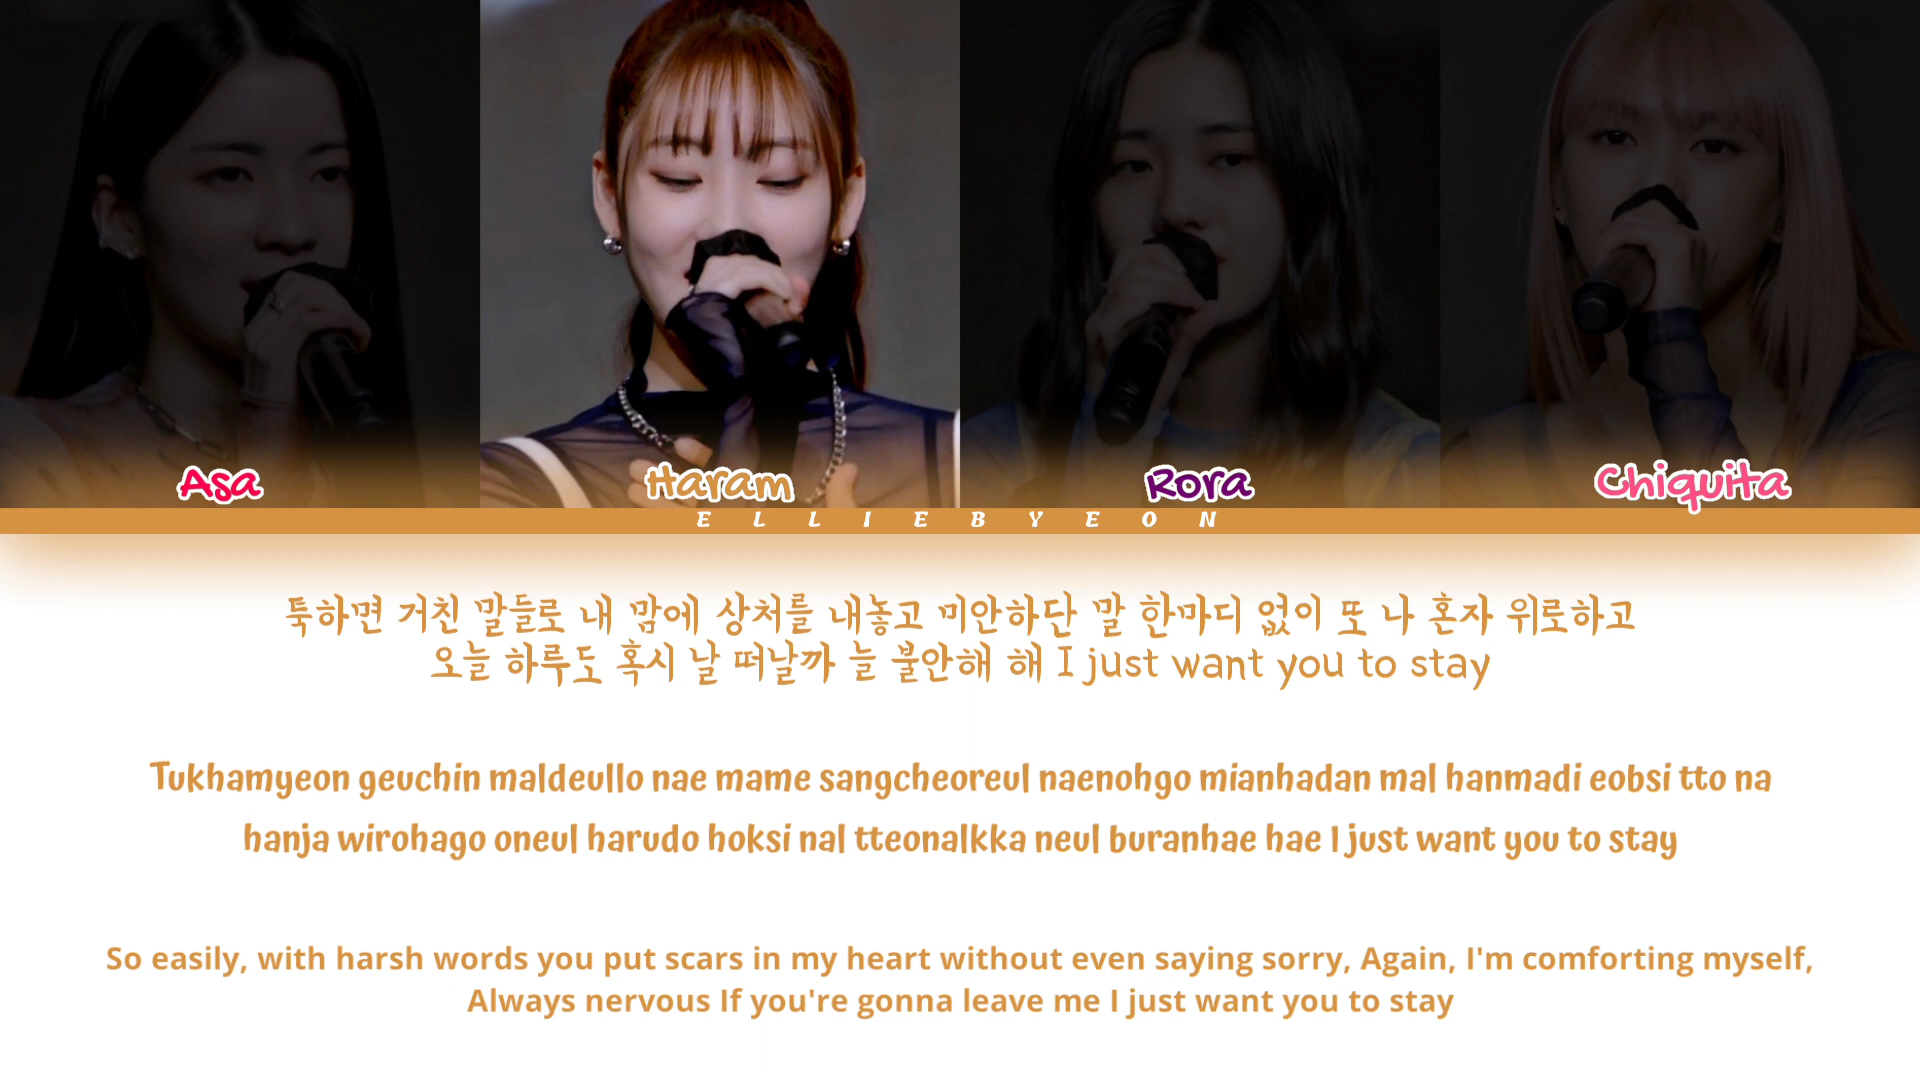 Asa
Haram
Rora
Chiquita
ELLIEBYEON
툭하면 거친 말들로 내 맘에 상처를 내놓고 미안하단 말 한마디 없이 또 나 혼자 위로하고
오늘 하루도 혹시 날 떠날까 늘 불안해 해 I just want you to stay
Tukhamyeon geuchin maldeullo nae mame sangcheoreul naenohgo mianhadan mal hanmadi eobsi tto na
hanja wirohago oneul harudo hoksi nal tteonalkka neul buranhae hae I just want you to stay
So easily, with harsh words you put scars in my heart without even saying sorry, Again, I'm comforting myself,
Always nervous If you're gonna leave me I just want you to stay